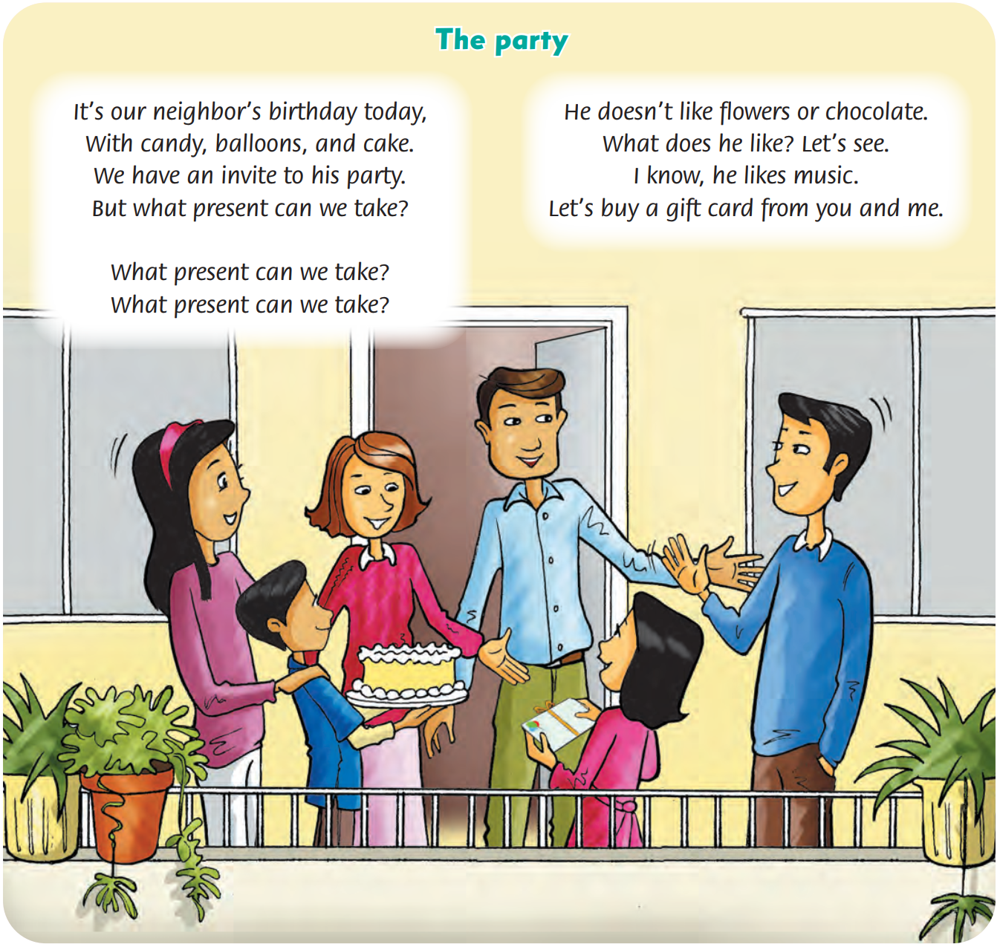 The party
It's our neighbor's birthday today,
With candy, balloons, and cake.
We have an invite to his party.
But what present can we take?
What present can we take?
What present can we take?
He doesn't like flowers or chocolate.
What does he like? Let's see.
I know, he likes music.
Let's buy a gift card from you and me.